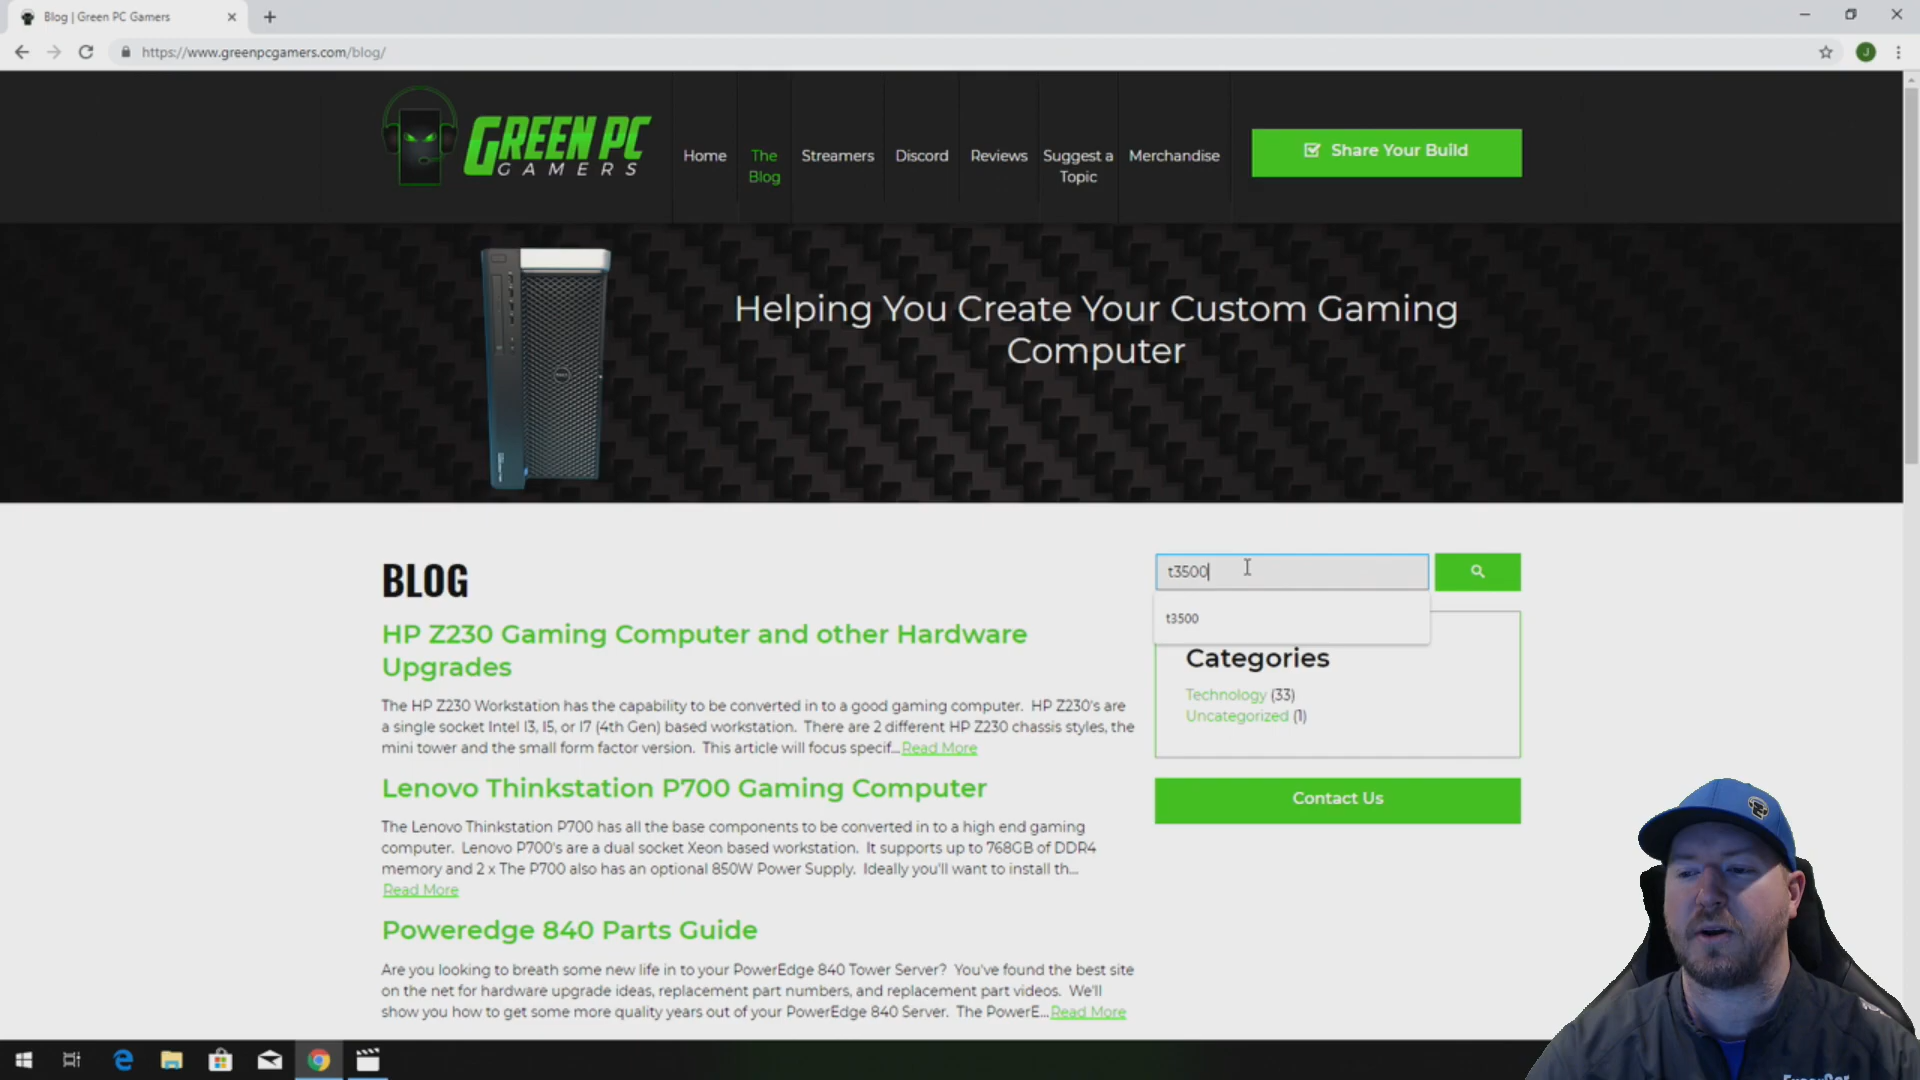 Blog | Green PC Gamers
https://www.greenpcgamers.com/blog/
J
GREEN PC
GAMERS
Home
The
Blog
Streamers
Discord
Reviews
Suggest a
Topic
Merchandise
Share Your Build
Helping You Create Your Custom Gaming
Computer
BLOG
t3500
t3500
HP Z230 Gaming Computer and other Hardware
Upgrades
The HP Z230 Workstation has the capability to be converted in to a good gaming computer. HP Z230's are
a single socket Intel I3, I5, or I7 (4th Gen) based workstation. There are 2 different HP Z230 chassis styles, the
mini tower and the small form factor version. This article will focus specif...Read More
Categories
Technology (33)
Uncategorized (1)
Contact Us
Lenovo Thinkstation P700 Gaming Computer
The Lenovo Thinkstation P700 has all the base components to be converted in to a high end gaming
computer. Lenovo P700's are a dual socket Xeon based workstation. It supports up to 768GB of DDR4
memory and 2 x The P700 also has an optional 850W Power Supply. Ideally you'll want to install th...
Read More
Poweredge 840 Parts Guide
Are you looking to breath some new life in to your PowerEdge 840 Tower Server? You've found the best site
on the net for hardware upgrade ideas, replacement part numbers, and replacement part videos. We'll
show you how to get some more quality years out of your PowerEdge 840 Server. The PowerE...Read More